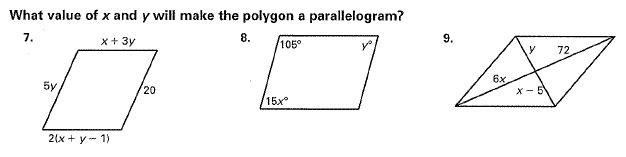 What value of x and y will make the polygon a parallelogram?
7.
x + 3y
5y
20
2(x + y − 1)
8.
105°
y°
15x°
9.
y
72
6x
x − 5